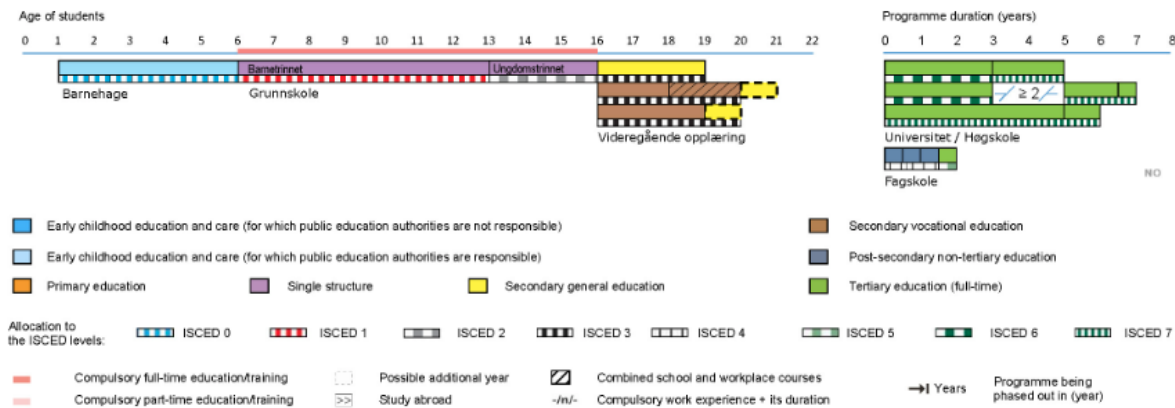 Age of students
Programme duration (years)
0 1 2 3 4 5 6 7 8 9 10 11 12 13 14 15 16 17 18 19 20 21 22
0 1 2 3 4 5 6 7 8
Barnetrinnet
Ungdomstrinnet
Barnehage
Grunnskole
≥ 2
Videregående opplæring
Universitet / Høgskole
Fagskole
NO
Early childhood education and care (for which public education authorities are not responsible)
Secondary vocational education
Early childhood education and care (for which public education authorities are responsible)
Post-secondary non-tertiary education
Primary education
Single structure
Secondary general education
Tertiary education (full-time)
Allocation to
the ISCED levels:
ISCED 0
ISCED 1
ISCED 2
ISCED 3
ISCED 4
ISCED 5
ISCED 6
ISCED 7
Compulsory full-time education/training
Possible additional year
Combined school and workplace courses
Years
Programme being
phased out in (year)
Compulsory part-time education/training
>> Study abroad
-/n/- Compulsory work experience + its duration